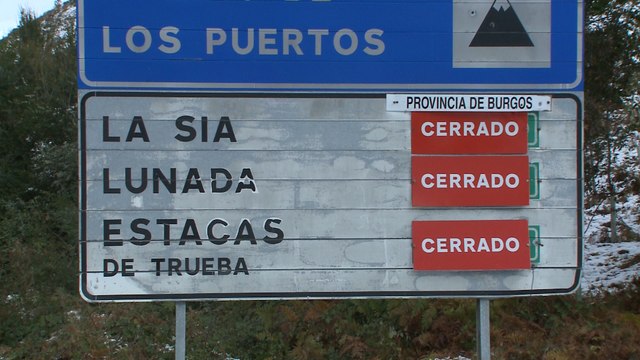 LOS PUERTOS
PROVINCIA DE BURGOS
LA SIA CERRADO
LUNADA CERRADO
ESTACAS CERRADO
DE TRUEBA